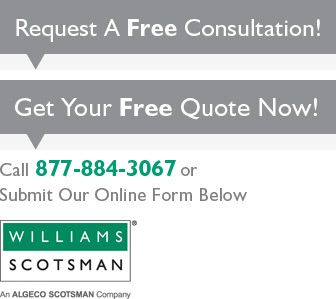 Request A Free Consultation!
Get Your Free Quote Now!
Call 877-884-3067 or
Submit Our Online Form Below
WILLIAMS
SCOTSMAN®
An ALGECO SCOTSMAN Company